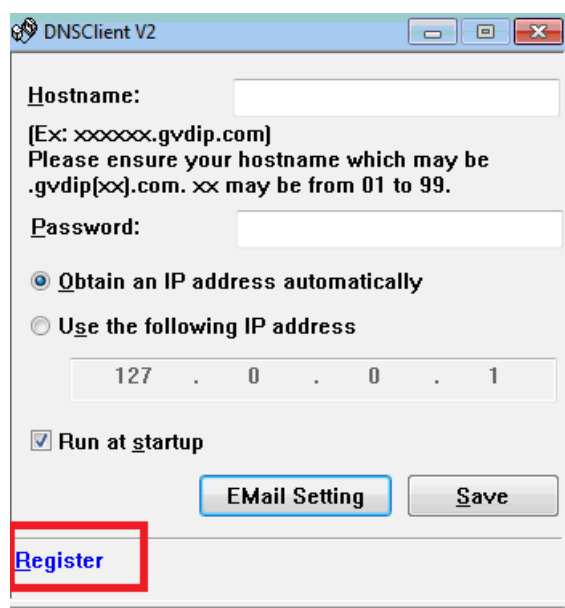 DNSClient V2
Hostname:
(Ex: xxxxxx.gvdip.com)
Please ensure your hostname which may be
.gvdip(xx).com. xx may be from 01 to 99.
Password:
Obtain an IP address automatically
Use the following IP address
127 . 0 . 0 . 1
Run at startup
EMail Setting Save
Register